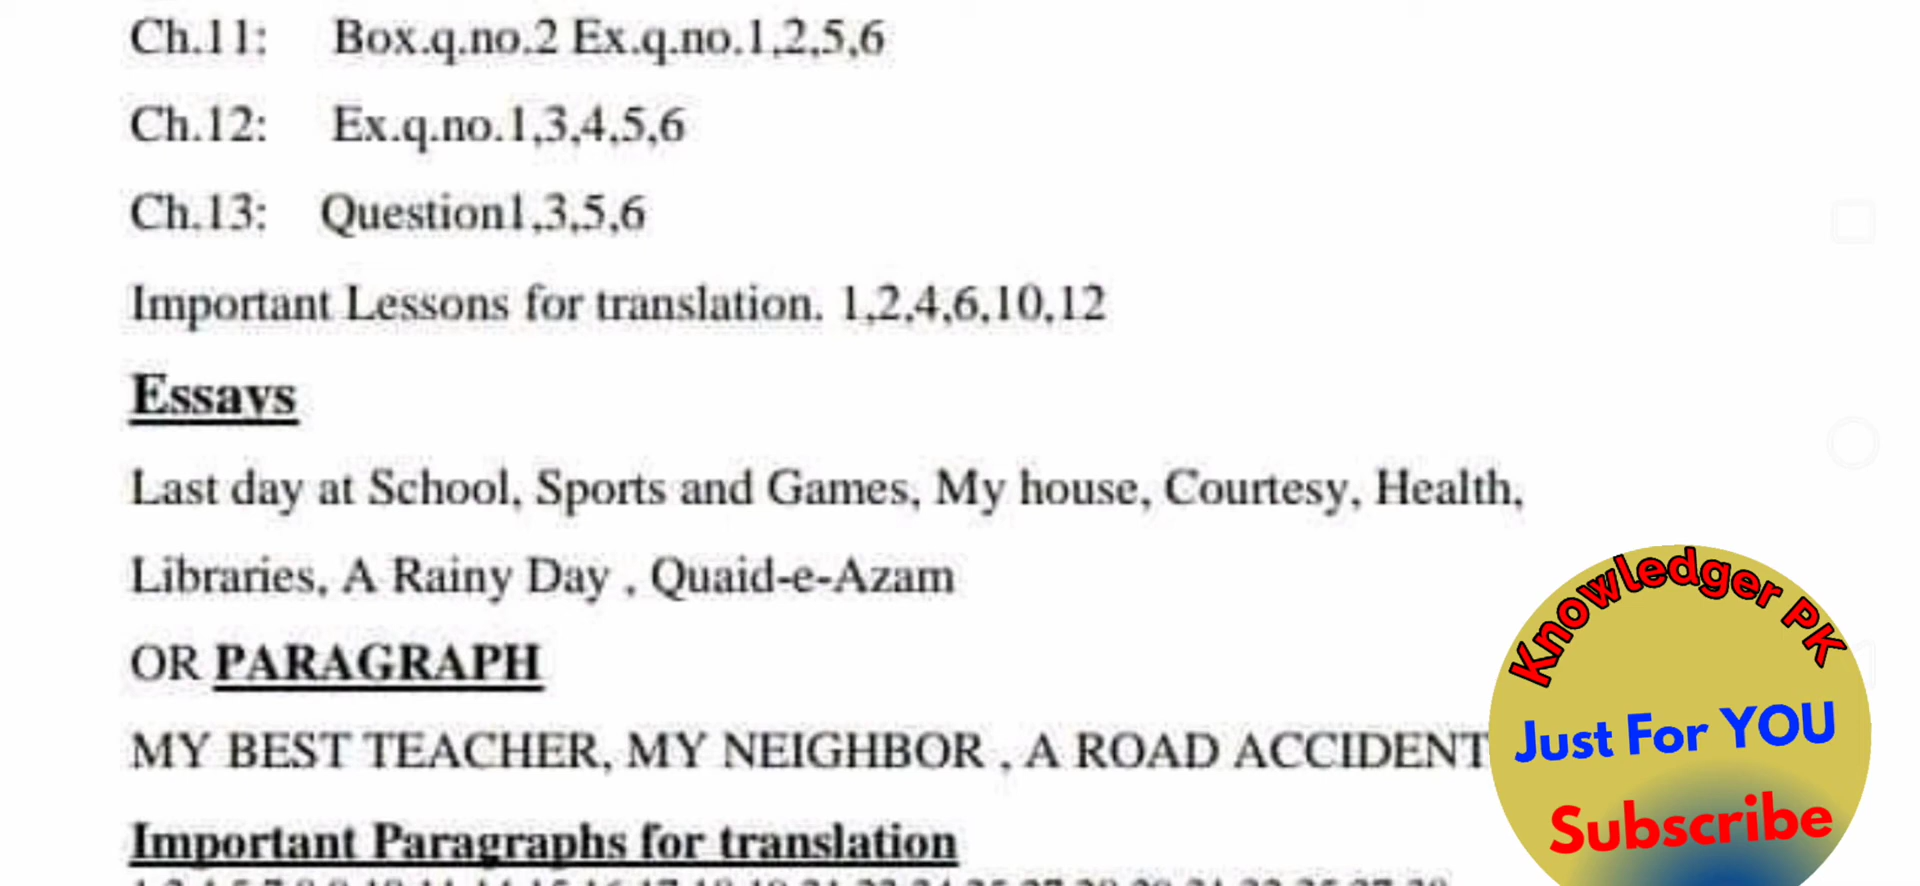 Ch.11: Box.q.no.2 Ex.q.no.1,2,5,6
Ch.12: Ex.q.no.1,3,4,5,6
Ch.13: Question1,3,5,6
Important Lessons for translation. 1,2,4,6,10,12
Essays
Last day at School, Sports and Games, My house, Courtesy, Health,
Libraries, A Rainy Day , Quaid-e-Azam
OR PARAGRAPH
MY BEST TEACHER, MY NEIGHBOR , A ROAD ACCIDENT
Important Paragraphs for translation
Knowledger PK
Just For YOU
Subscribe